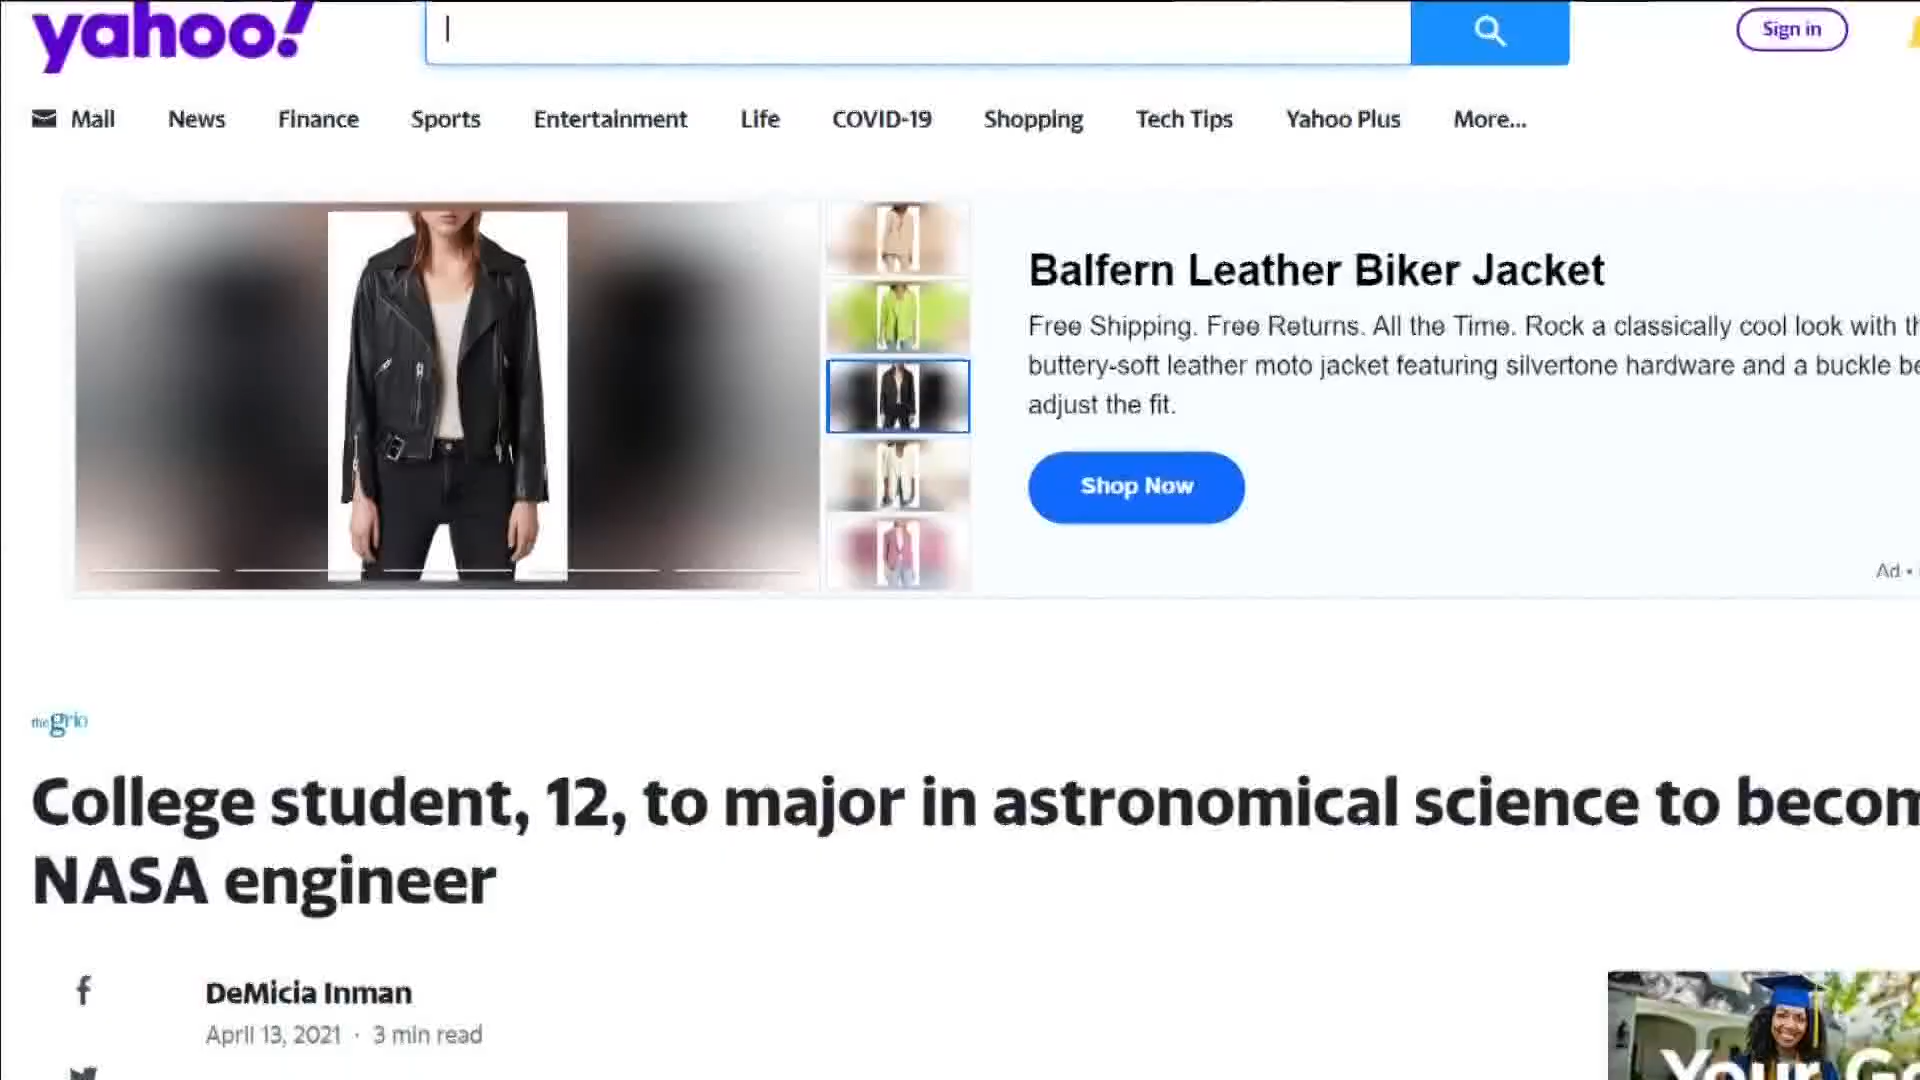 yahoo!
Sign in
Mail News Finance Sports Entertainment Life COVID-19 Shopping Tech Tips Yahoo Plus More...
Balfern Leather Biker Jacket
Free Shipping. Free Returns. All the Time. Rock a classically cool look with
buttery-soft leather moto jacket featuring silvertone hardware and a buckle
adjust the fit.
Shop Now
Ad •
the grio
College student, 12, to major in astronomical science to becom
NASA engineer
DeMicia Inman
April 13, 2021 · 3 min read
Your